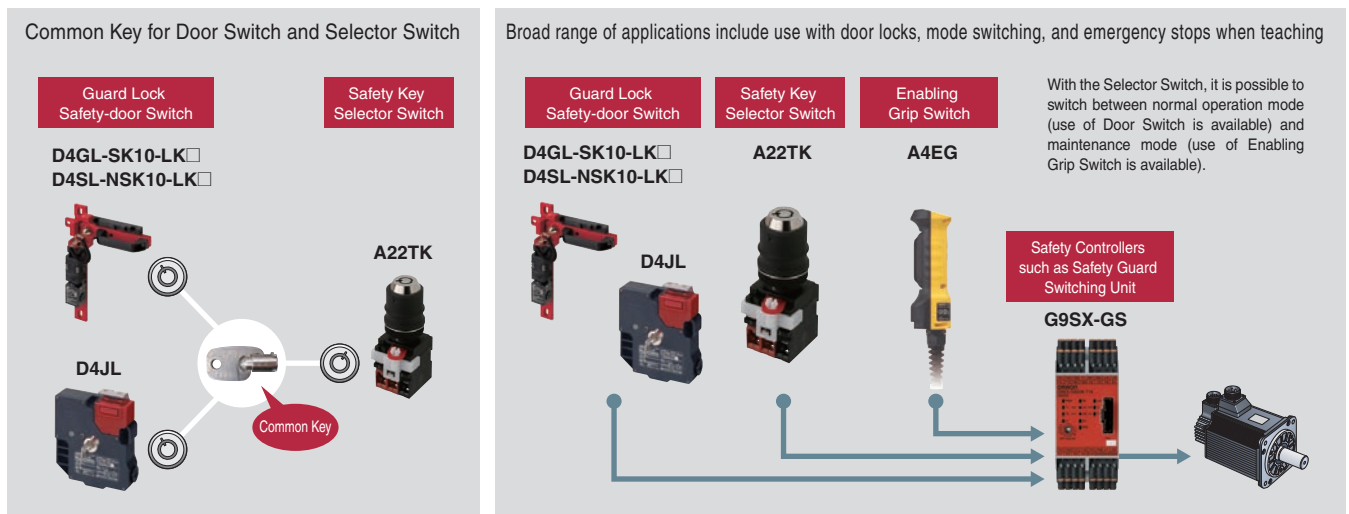 Common Key for Door Switch and Selector Switch
Guard Lock
Safety-door Switch
Safety Key
Selector Switch
D4GL-SK10-LK□
D4SL-NSK10-LK□
A22TK
D4JL
Common Key
Broad range of applications include use with door locks, mode switching, and emergency stops when teaching
Guard Lock
Safety-door Switch
Safety Key
Selector Switch
Enabling
Grip Switch
With the Selector Switch, it is possible to
switch between normal operation mode
(use of Door Switch is available) and
maintenance mode (use of Enabling
Grip Switch is available).
D4GL-SK10-LK□
D4SL-NSK10-LK□
A22TK
A4EG
D4JL
Safety Controllers
such as Safety Guard
Switching Unit
G9SX-GS